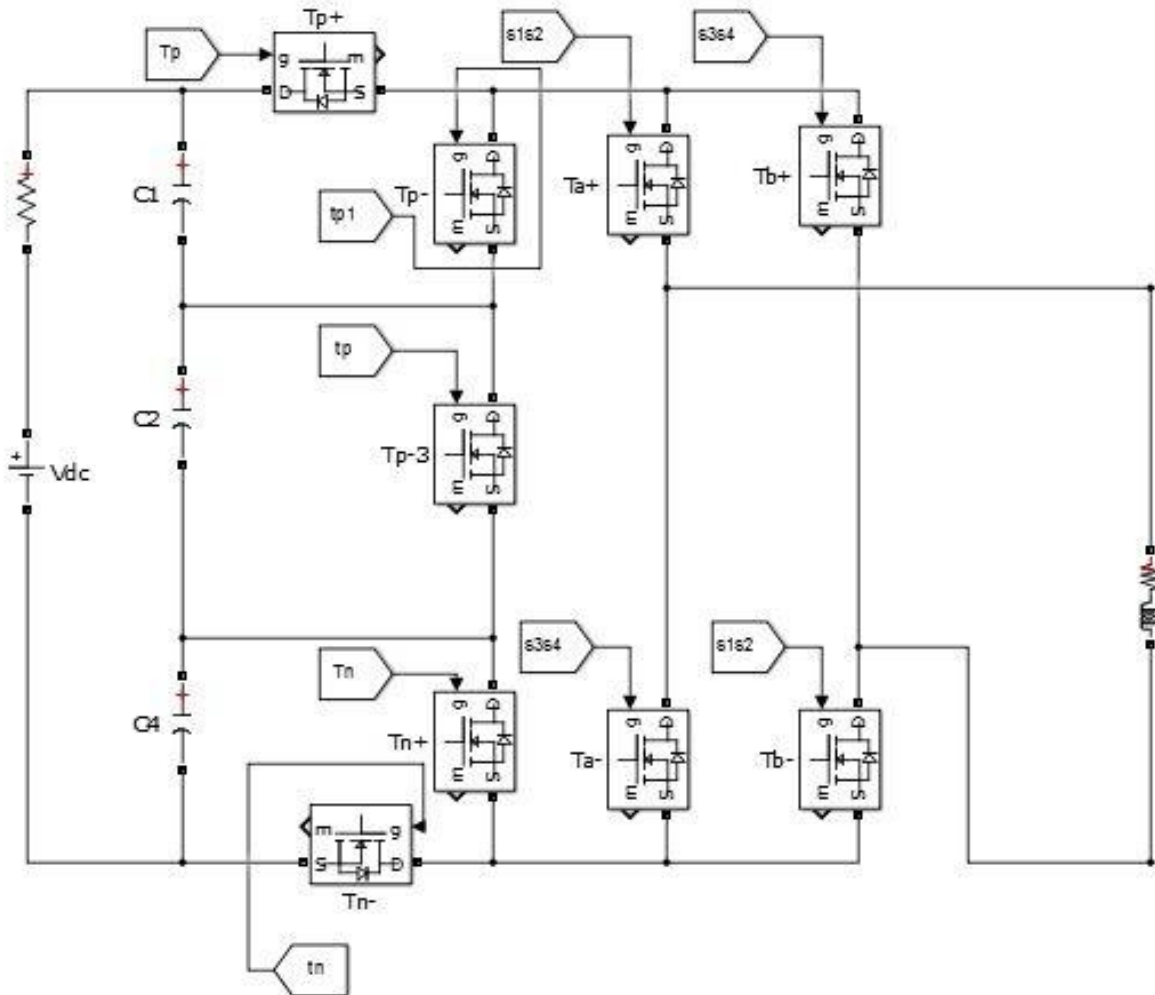 Tp+
Tp
g m
D S
s1s2
s3s4
C1
tp1
Tp-
g D
m S
Ta+
g D
m S
Tb+
g D
m S
C2
tp
Tp-3
g D
m S
+
Vdc
C4
Tn
Tn+
g D
m S
s3s4
Ta-
g D
m S
s1s2
Tb-
g D
m S
m g
S D
Tn-
tn